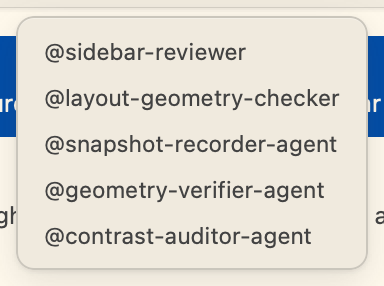 @sidebar-reviewer
@layout-geometry-checker
@snapshot-recorder-agent
@geometry-verifier-agent
@contrast-auditor-agent